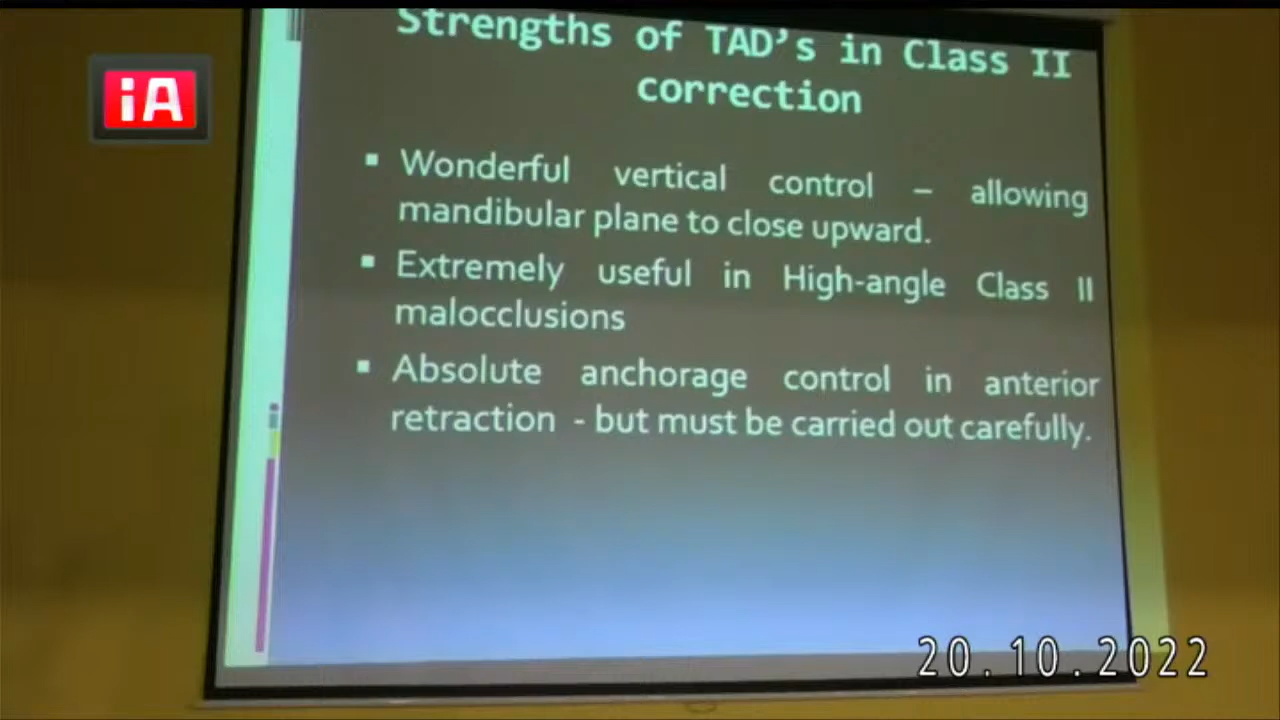 Strengths of TAD's in Class II
correction
iA
▪ Wonderful vertical control – allowing
mandibular plane to close upward.
▪ Extremely useful in High-angle Class II
malocclusions
▪ Absolute anchorage control in anterior
retraction - but must be carried out carefully.
20.10.2022